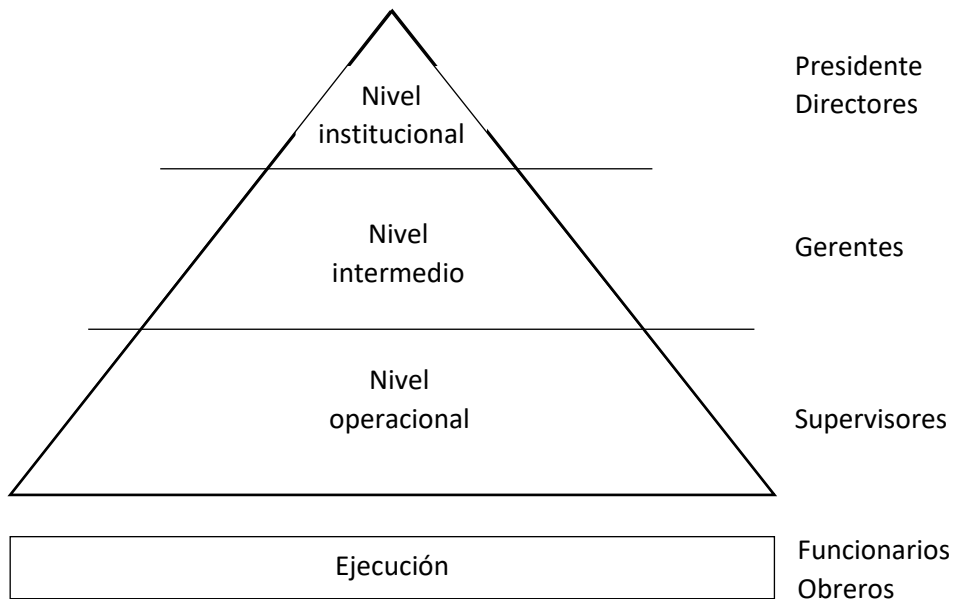 Nivel
institucional
Presidente
Directores
Nivel
intermedio
Gerentes
Nivel
operacional
Supervisores
Ejecución
Funcionarios
Obreros